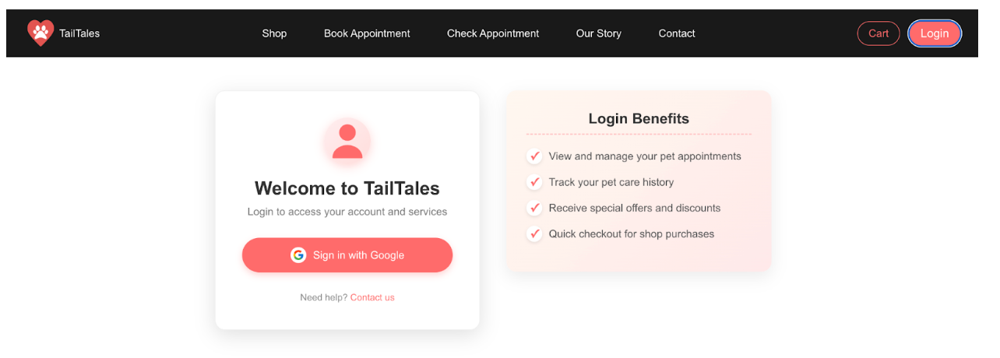 TailTales
Shop
Book Appointment
Check Appointment
Our Story
Contact
Cart
Login
Welcome to TailTales
Login to access your account and services
Sign in with Google
Need help? Contact us
Login Benefits
View and manage your pet appointments
Track your pet care history
Receive special offers and discounts
Quick checkout for shop purchases